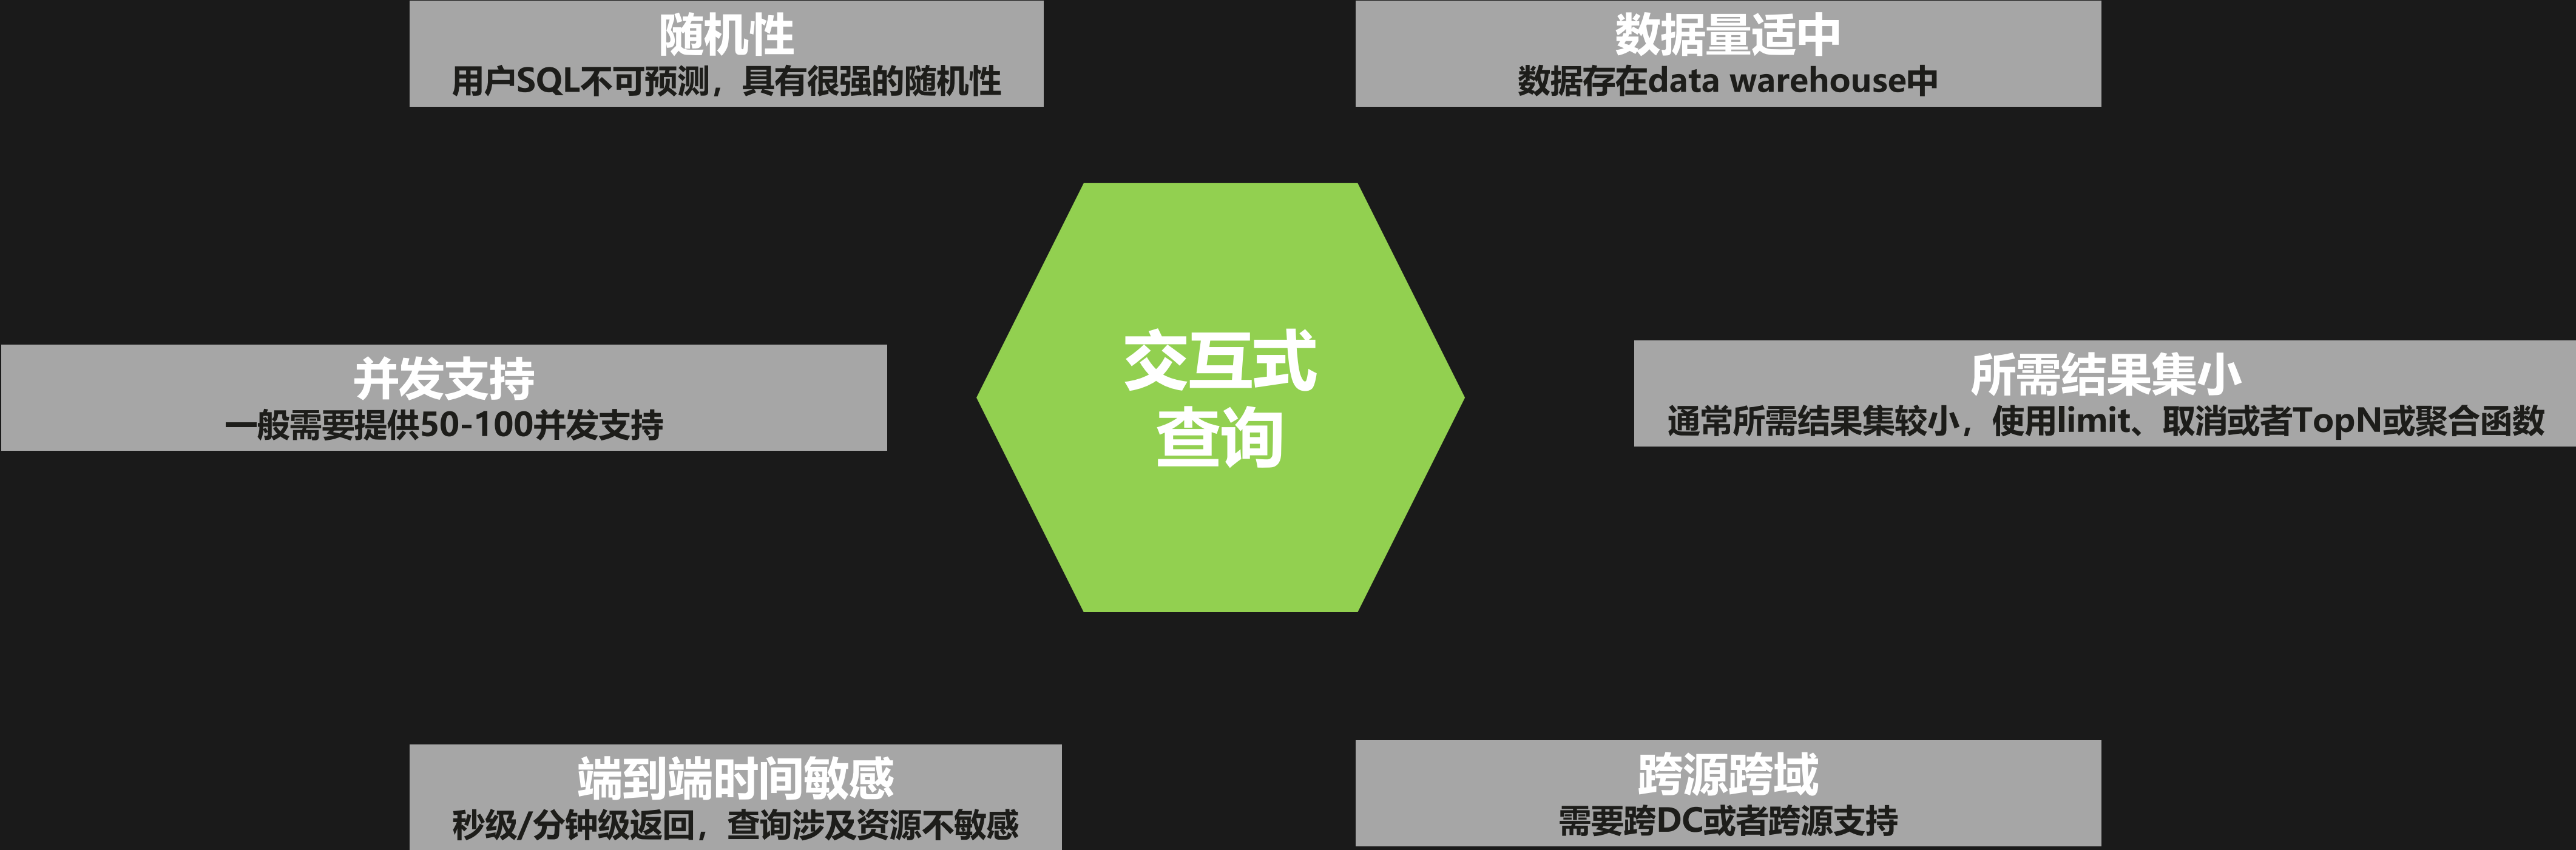 随机性
用户SQL不可预测，具有很强的随机性
数据量适中
数据存在data warehouse中
并发支持
一般需要提供50-100并发支持
交互式
查询
所需结果集小
通常所需结果集较小，使用limit、取消或者TopN或聚合函数
端到端时间敏感
秒级/分钟级返回，查询涉及资源不敏感
跨源跨域
需要跨DC或者跨源支持